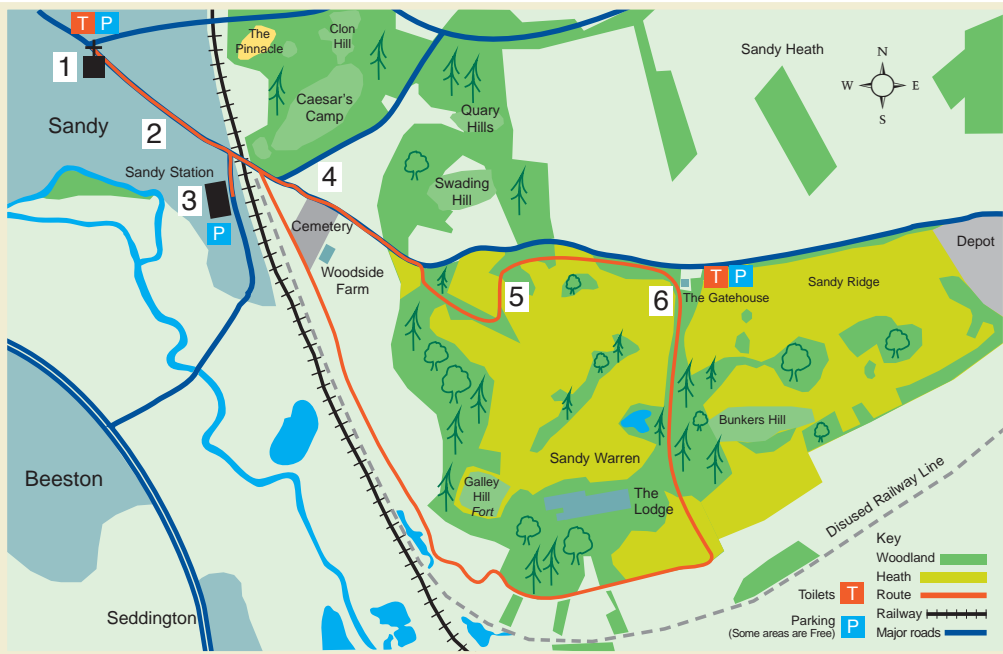 T P
1
The
Pinnacle
Clon
Hill
Sandy Heath
N
W E
S
Caesar's
Camp
Quary
Hills
Sandy
2
Sandy Station
3
P
4
Swading
Hill
Cemetery
Woodside
Farm
Depot
5
6
T P
The Gatehouse
Sandy Ridge
Bunkers Hill
Sandy Warren
Beeston
Galley
Hill
Fort
The
Lodge
Disused Railway Line
Seddington
Key
Woodland
Heath
Toilets T
Route
Railway
Parking
(Some areas are Free)
P
Major roads